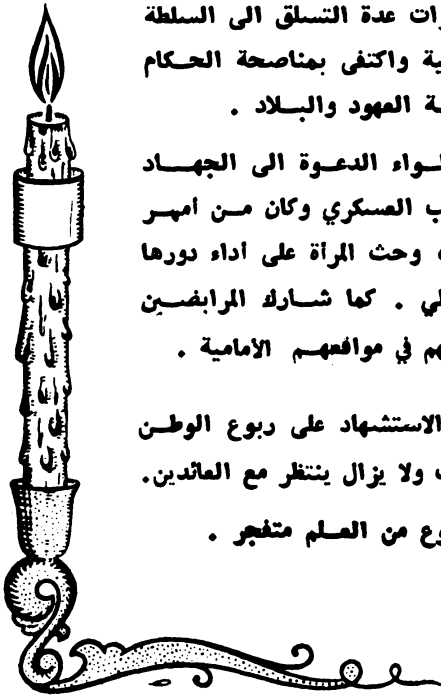 ات عدة التسلق الى السلطة
ية واكتفى بمناصحة الحكام
ة العهود والبلاد .
لواء الدعوة الى الجهاد
ب العسكري وكان من أمهر
وحث المرأة على أداء دورها
لي . كما شارك المرابضين
هم في مواقعهم الأمامية .
الاستشهاد على ربوع الوطن
ولا يزال ينتظر مع العائدين.
وع من العلم متفجر .